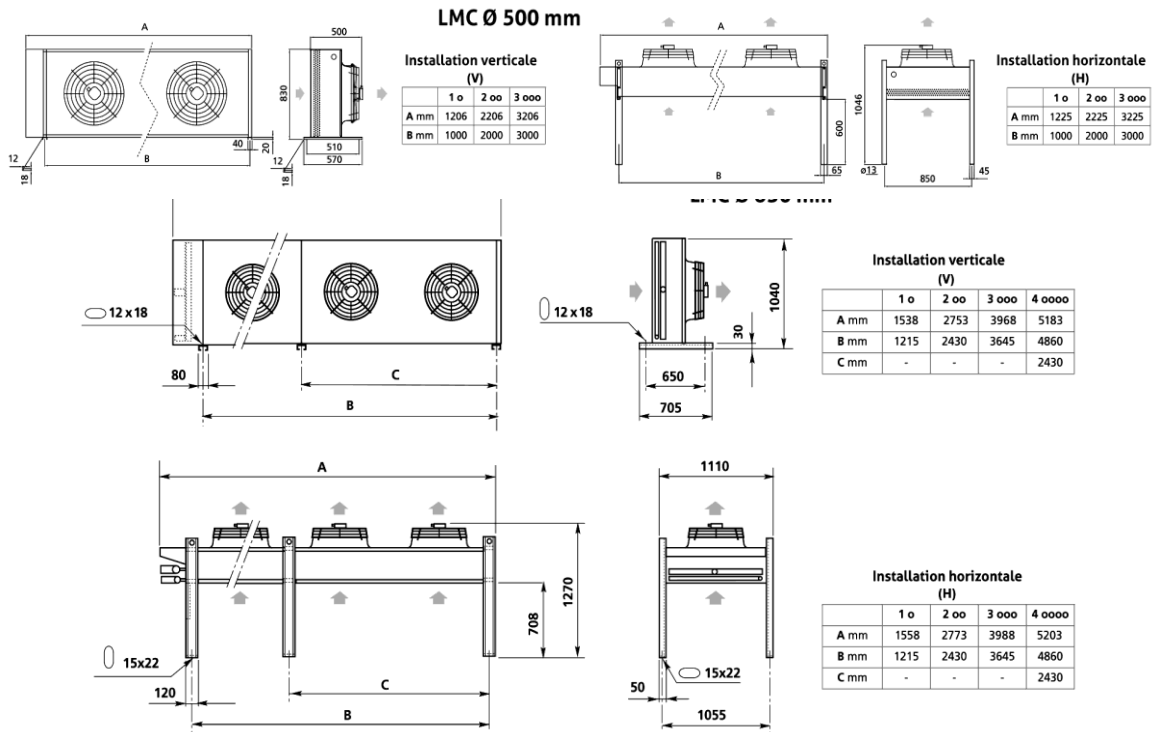 LMC Ø 500 mm
A
500
830
B
40
20
12
18
510
570
12
18
Installation verticale
(V)
1 o 2 oo 3 ooo
A mm 1206 2206 3206
B mm 1000 2000 3000
A
600
65
B
1046
ø13
850
45
Installation horizontale
(H)
1 o 2 oo 3 ooo
A mm 1225 2225 3225
B mm 1000 2000 3000
12 x 18
80
C
B
12 x 18
1040
30
650
705
Installation verticale
(V)
1 o 2 oo 3 ooo 4 oooo
A mm 1538 2753 3968 5183
B mm 1215 2430 3645 4860
C mm - - - 2430
A
1270
708
15x22
120
C
B
1110
15x22
50
1055
Installation horizontale
(H)
1 o 2 oo 3 ooo 4 oooo
A mm 1558 2773 3988 5203
B mm 1215 2430 3645 4860
C mm - - - 2430